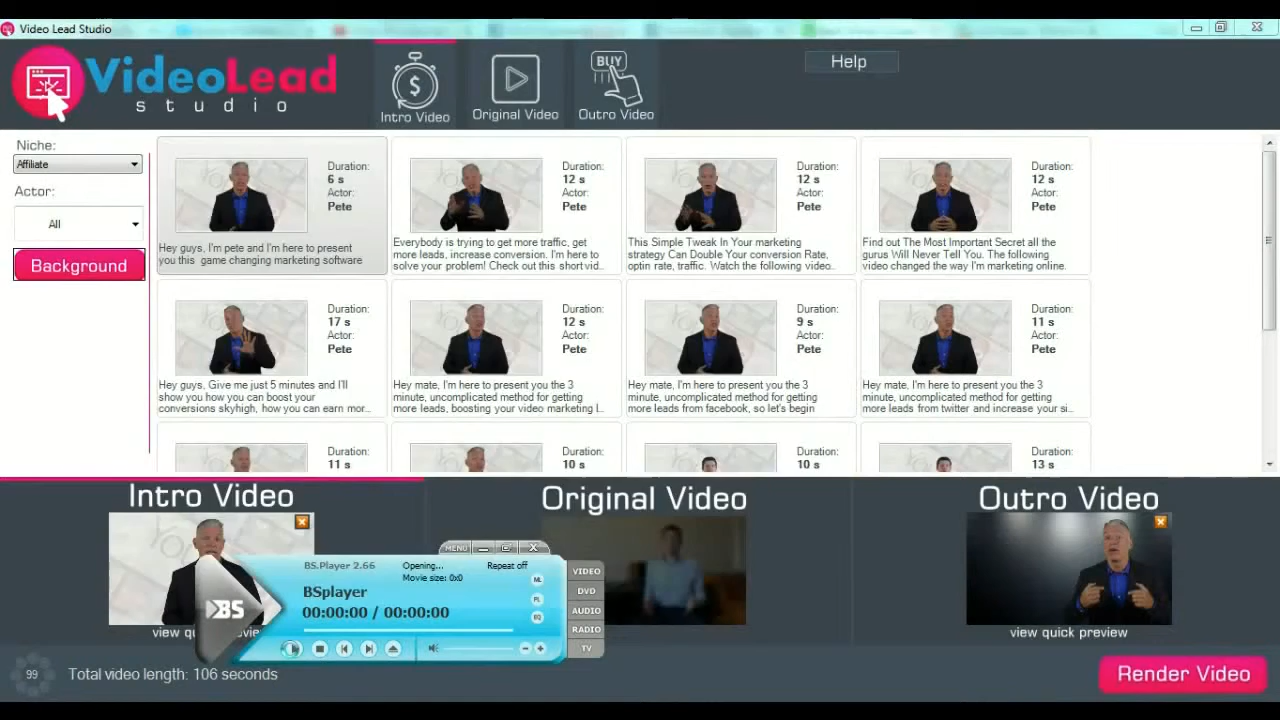 Video Lead Studio
VideoLead
studio
BUY
$
Intro Video
Original Video
Outro Video
Help
Niche:
Affiliate
Actor:
All
Background
Duration:
6 s
Actor:
Pete
Hey guys, I'm pete and I'm here to present
you this game changing marketing software
Duration:
12 s
Actor:
Pete
Everybody is trying to get more traffic, get
more leads, increase conversion. I'm here to
solve your problem! Check out this short vid...
Duration:
12 s
Actor:
Pete
This Simple Tweak In Your marketing
strategy Can Double Your conversion Rate,
optin rate, traffic. Watch the following video...
Duration:
12 s
Actor:
Pete
Find out The Most Important Secret all the
gurus Will Never Tell You. The following
video changed the way I'm marketing online.
Duration:
17 s
Actor:
Pete
Hey guys, Give me just 5 minutes and I'll
show you how you can boost your
conversions skyhigh, how you can earn mor...
Duration:
12 s
Actor:
Pete
Hey mate, I'm here to present you the 3
minute, uncomplicated method for getting
more leads, boosting your video marketing l...
Duration:
9 s
Actor:
Pete
Hey mate, I'm here to present you the 3
minute, uncomplicated method for getting
more leads from facebook, so let's begin
Duration:
11 s
Actor:
Pete
Hey mate, I'm here to present you the 3
minute, uncomplicated method for getting
more leads from twitter and increase your si...
Duration:
11 s
Duration:
10 s
Duration:
10 s
Duration:
13 s
Intro Video
Original Video
Outro Video
view qu
view quick preview
MENU
BS.Player 2.66
Opening...
Repeat off
Movie size: 0x0
BSplayer
00:00:00 / 00:00:00
BS
ML
PL
EQ
VIDEO
DVD
AUDIO
RADIO
TV
99
Total video length: 106 seconds
Render Video